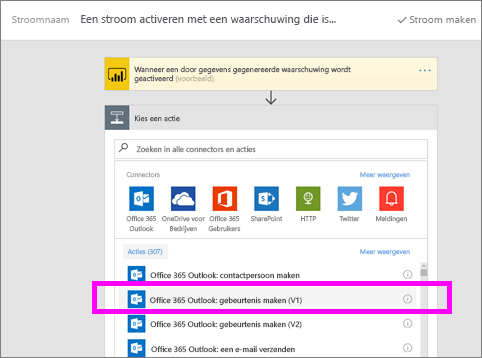 Stroomnaam Een stroom activeren met een waarschuwing die is... Stroom maken
Wanneer een door gegevens gegenereerde waarschuwing wordt
geactiveerd (voorbeeld)
Kies een actie
Zoeken in alle connectors en acties
Connectors Meer weergeven
Office 365 Outlook
OneDrive voor Bedrijven
Office 365 Gebruikers
SharePoint
HTTP
Twitter
Meldingen
Acties (307) Meer weergeven
Office 365 Outlook: contactpersoon maken
Office 365 Outlook: gebeurtenis maken (V1)
Office 365 Outlook: gebeurtenis maken (V2)
Office 365 Outlook: een e-mail verzenden